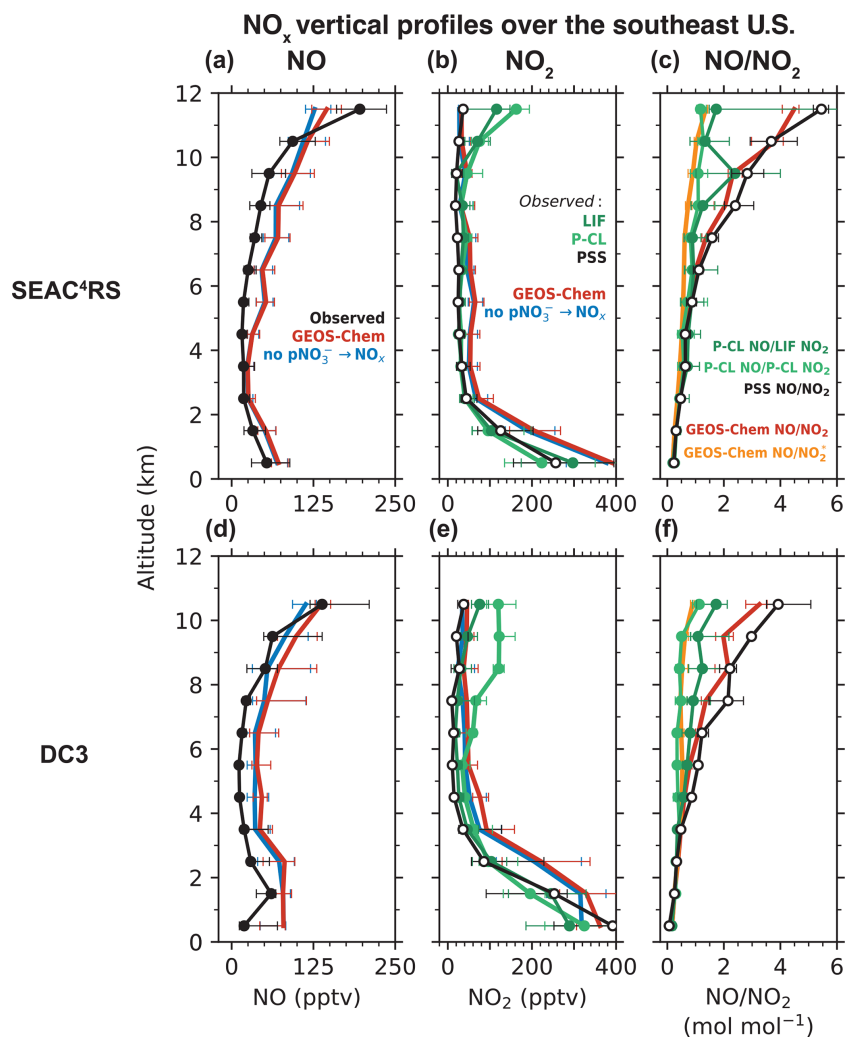 NOx vertical profiles over the southeast U.S.
(a) NO
(b) NO2
(c) NO/NO2
SEAC4RS
12
10
8
6
4
2
0
Observed
GEOS-Chem
no pNO3− → NOx
Observed :
LIF
P-CL
PSS
GEOS-Chem
no pNO3− → NOx
P-CL NO/LIF NO2
P-CL NO/P-CL NO2
PSS NO/NO2
GEOS-Chem NO/NO2
GEOS-Chem NO/NO2*
0 125 250
0 200 400
0 2 4 6
Altitude (km)
(d)
(e)
(f)
DC3
12
10
8
6
4
2
0
0 125 250
0 200 400
0 2 4 6
NO (pptv)
NO2 (pptv)
NO/NO2
(mol mol−1)